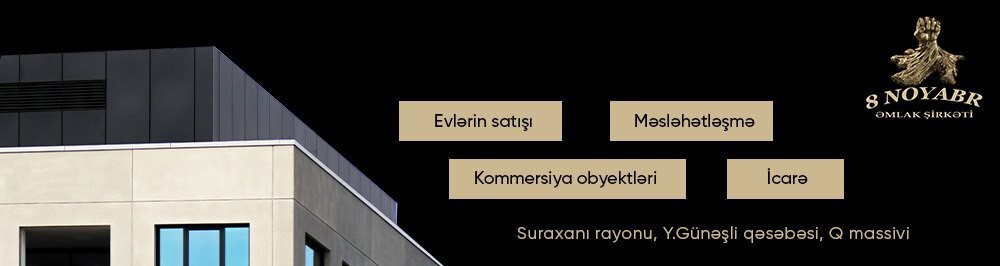 8 NOYABR
ƏMLAK ŞİRKƏTİ
Evlərin satışı
Məsləhətləşmə
Kommersiya obyektləri
İcarə
Suraxanı rayonu, Y.Günəşli qəsəbəsi, Q massivi